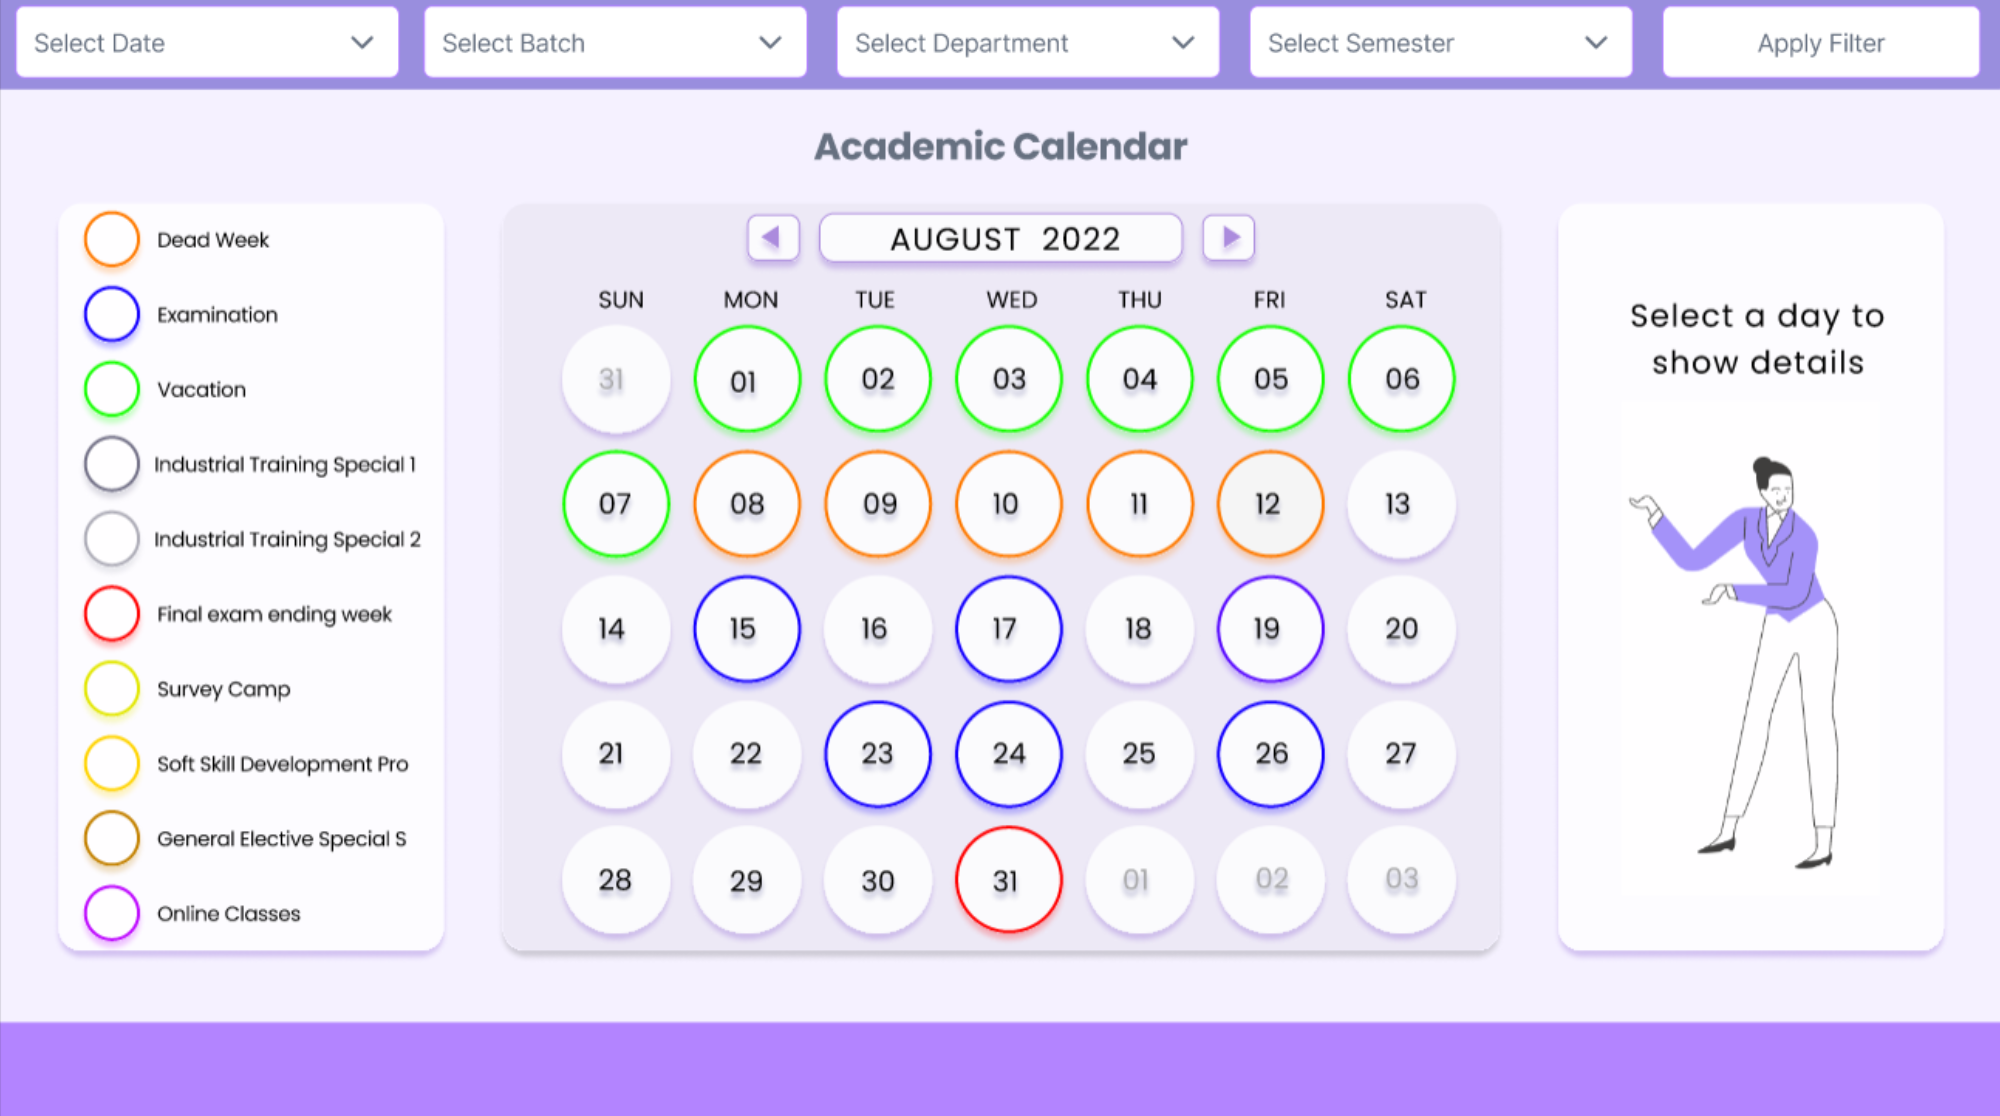 Select Date
Select Batch
Select Department
Select Semester
Apply Filter
Academic Calendar
Dead Week
Examination
Vacation
Industrial Training Special 1
Industrial Training Special 2
Final exam ending week
Survey Camp
Soft Skill Development Pro
General Elective Special S
Online Classes
AUGUST 2022
SUN MON TUE WED THU FRI SAT
31 01 02 03 04 05 06
07 08 09 10 11 12 13
14 15 16 17 18 19 20
21 22 23 24 25 26 27
28 29 30 31 01 02 03
Select a day to
show details